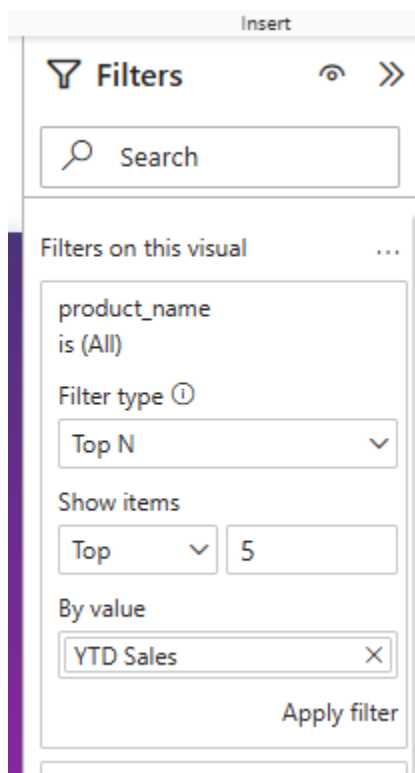 Insert
Filters
Search
Filters on this visual
product_name
is (All)
Filter type
Top N
Show items
Top 5
By value
YTD Sales
Apply filter